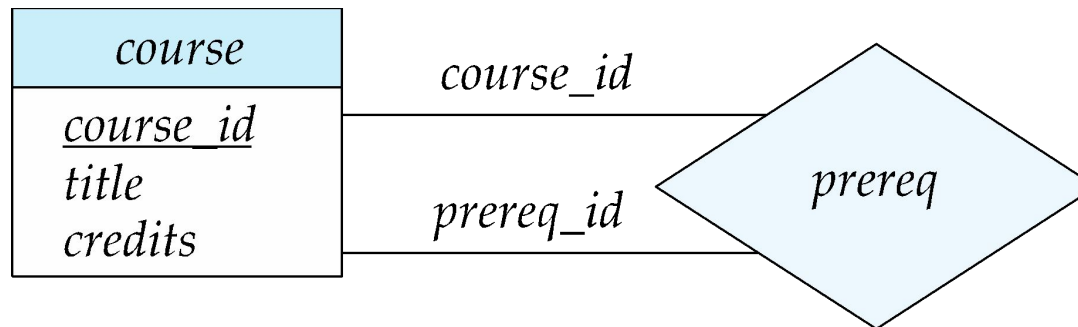 course
course_id
title
credits
course_id
prereq_id
prereq